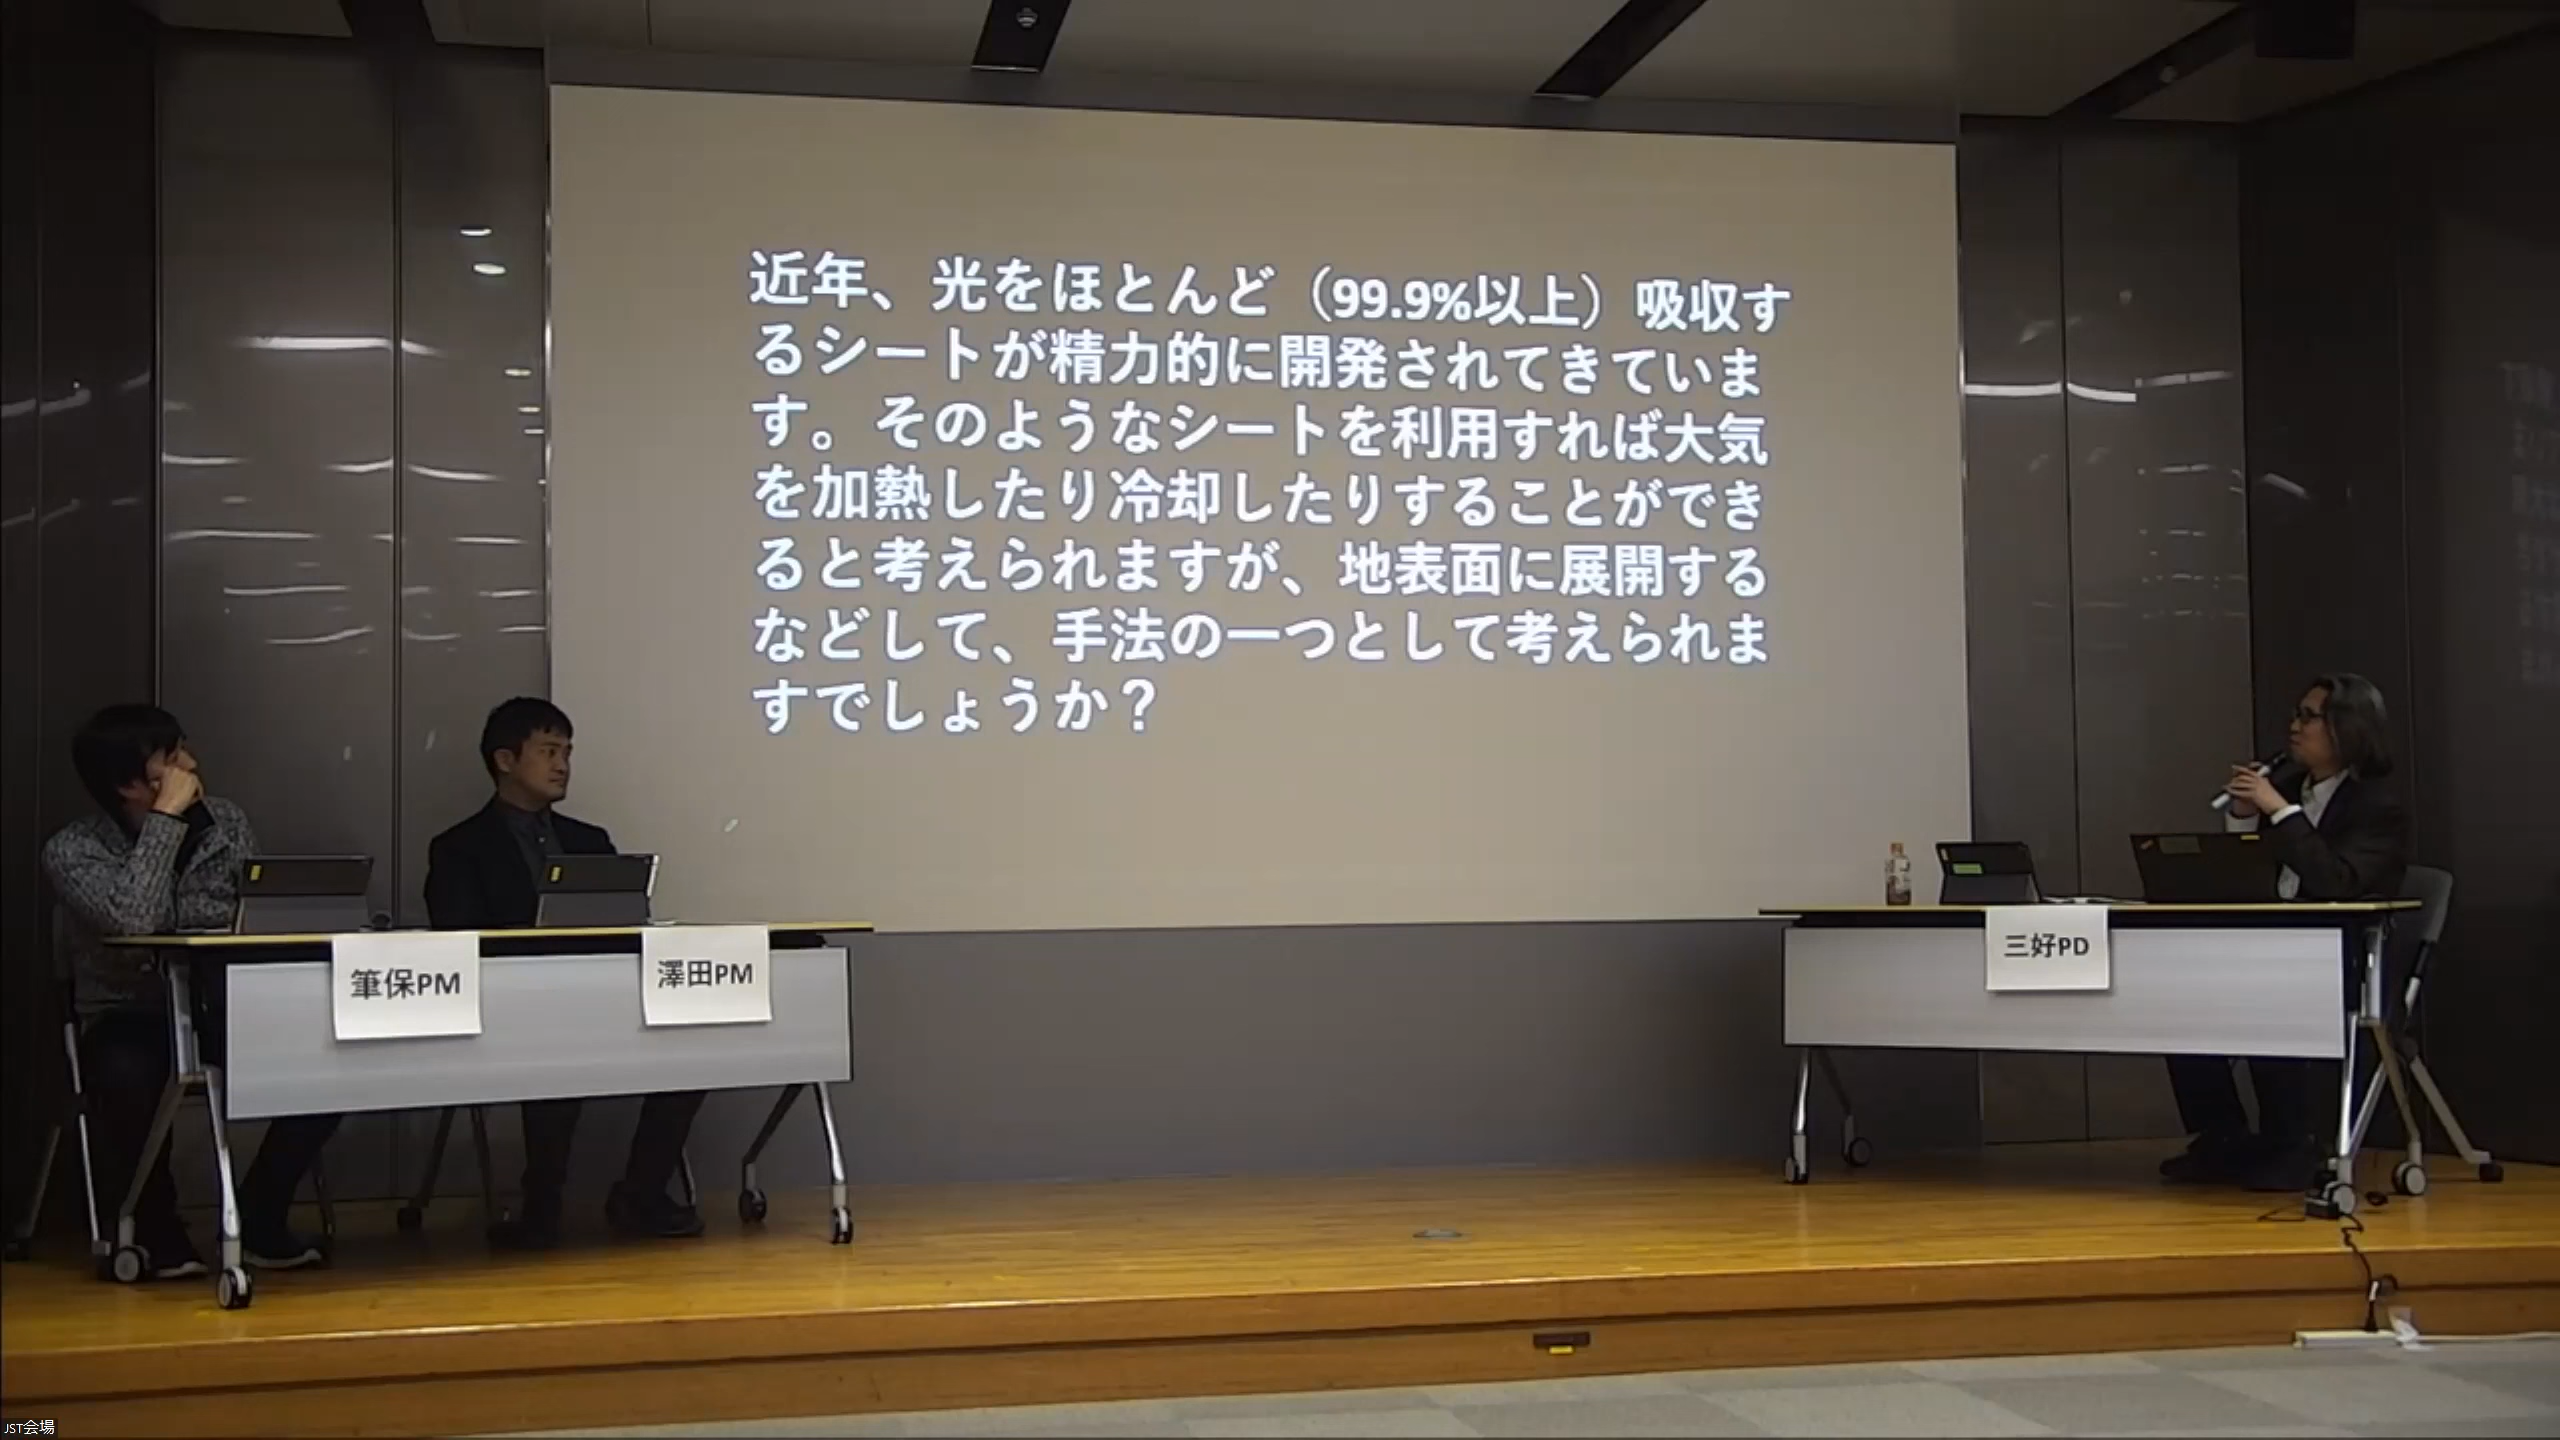 近年、光をほとんど（99.9%以上）吸収す
るシートが精力的に開発されてきていま
す。そのようなシートを利用すれば大気
を加熱したり冷却したりすることができ
ると考えられますが、地表面に展開する
などして、手法の一つとして考えられま
すでしょうか？
筆保PM
澤田PM
三好PD
JST会場